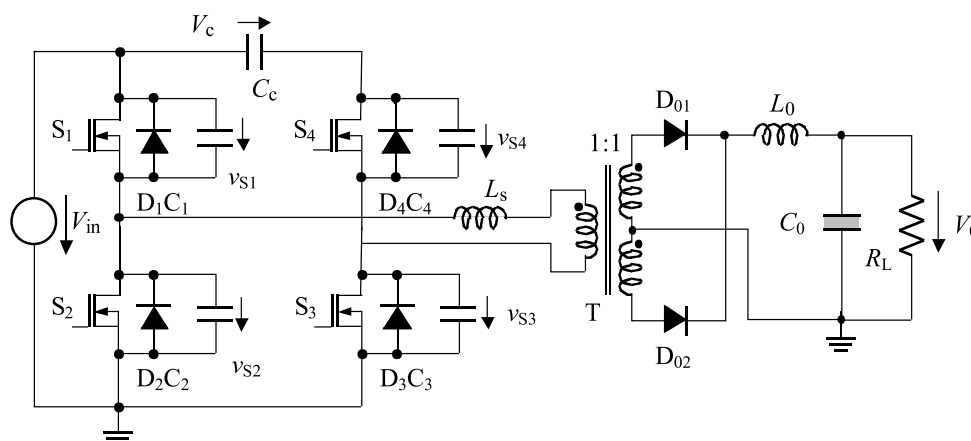 V_c
C_c
S_1
v_S1
D_1C_1
S_4
v_S4
D_4C_4
V_in
L_s
1:1
T
D_01
D_02
L_0
C_0
R_L
S_2
v_S2
D_2C_2
S_3
v_S3
D_3C_3